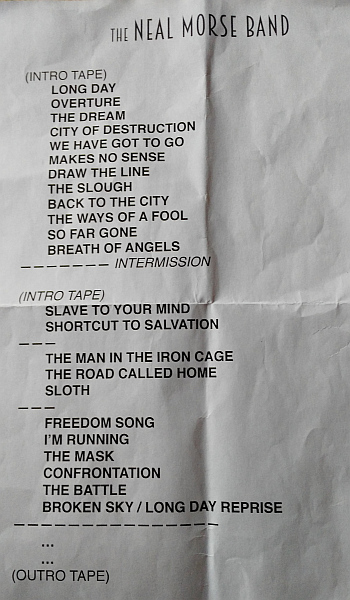 THE NEAL MORSE BAND
(INTRO TAPE)
LONG DAY
OVERTURE
THE DREAM
CITY OF DESTRUCTION
WE HAVE GOT TO GO
MAKES NO SENSE
DRAW THE LINE
THE SLOUGH
BACK TO THE CITY
THE WAYS OF A FOOL
SO FAR GONE
BREATH OF ANGELS
– – – – – – – INTERMISSION
(INTRO TAPE)
SLAVE TO YOUR MIND
SHORTCUT TO SALVATION
– – –
THE MAN IN THE IRON CAGE
THE ROAD CALLED HOME
SLOTH
– – –
FREEDOM SONG
I'M RUNNING
THE MASK
CONFRONTATION
THE BATTLE
BROKEN SKY / LONG DAY REPRISE
– – – – – – – – – – – – – – – –
...
...
(OUTRO TAPE)